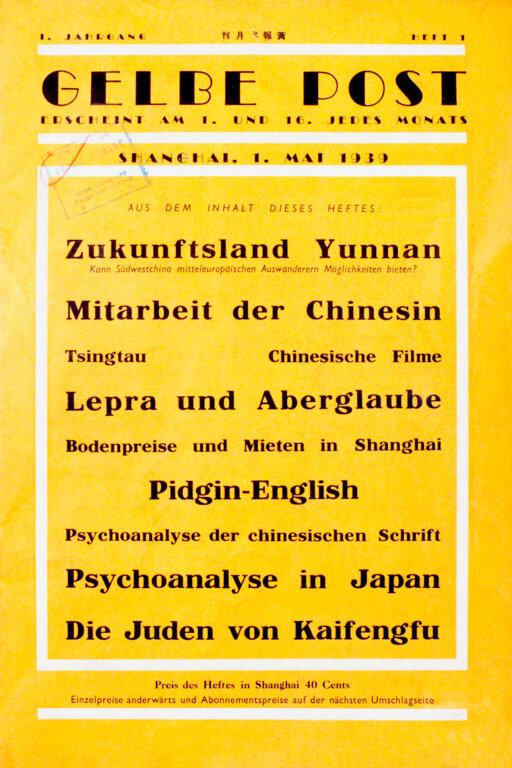 1. JAHRGANG 刊月半報黃 HEFT 1
GELBE POST
ERSCHEINT AM 1. UND 16. JEDES MONATS
SHANGHAI, 1. MAI 1939
AUS DEM INHALT DIESES HEFTES:
Zukunftsland Yunnan
Kann Südwestchina mitteleuropäischen Auswanderern Möglichkeiten bieten?
Mitarbeit der Chinesin
Tsingtau Chinesische Filme
Lepra und Aberglaube
Bodenpreise und Mieten in Shanghai
Pidgin-English
Psychoanalyse der chinesischen Schrift
Psychoanalyse in Japan
Die Juden von Kaifengfu
Preis des Heftes in Shanghai 40 Cents
Einzelpreise anderwärts und Abonnementspreise auf der nächsten Umschlagseite